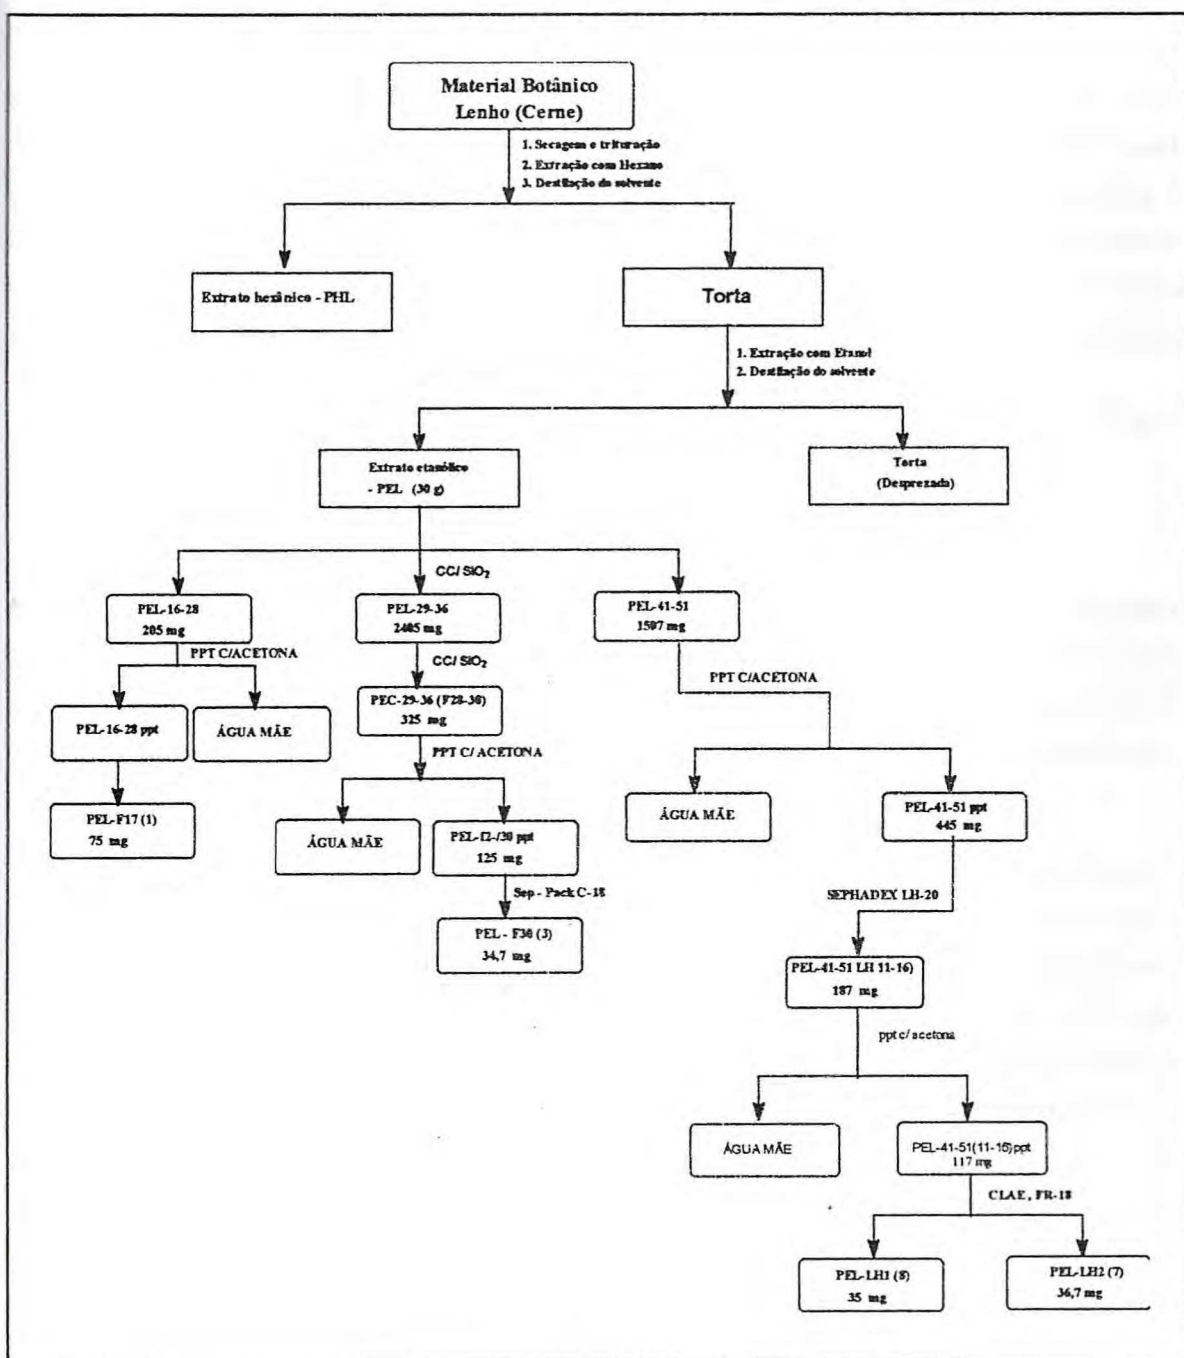 Material Botânico
Lenho (Cerne)
1. Secagem e trituração
2. Extração com Hexano
3. Destilação do solvente
Extrato hexânico - PHL
Torta
1. Extração com Etanol
2. Destilação do solvente
Extrato etanólico
- PEL (30 g)
Torta
(Desprezada)
CC/ SIO2
PEL-16-28
205 mg
PEL-29-36
2405 mg
PEL-41-51
1507 mg
PPT C/ACETONA
CC/ SIO2
PPT C/ACETONA
PEL-16-28 ppt
ÁGUA MÃE
PEC-29-36 (F28-30)
325 mg
PPT C/ ACETONA
PEL-F17 (1)
75 mg
ÁGUA MÃE
PEL-f2-/30 ppt
125 mg
ÁGUA MÃE
PEL-41-51 ppt
445 mg
Sep - Pack C-18
SEPHADEX LH-20
PEL - F30 (3)
34,7 mg
PEL-41-51 LH 11-16)
187 mg
ppt c/ acetona
ÁGUA MÃE
PEL-41-51(11-16)ppt
117 mg
CLAE , FR-18
PEL-LH1 (8)
35 mg
PEL-LH2 (7)
36,7 mg